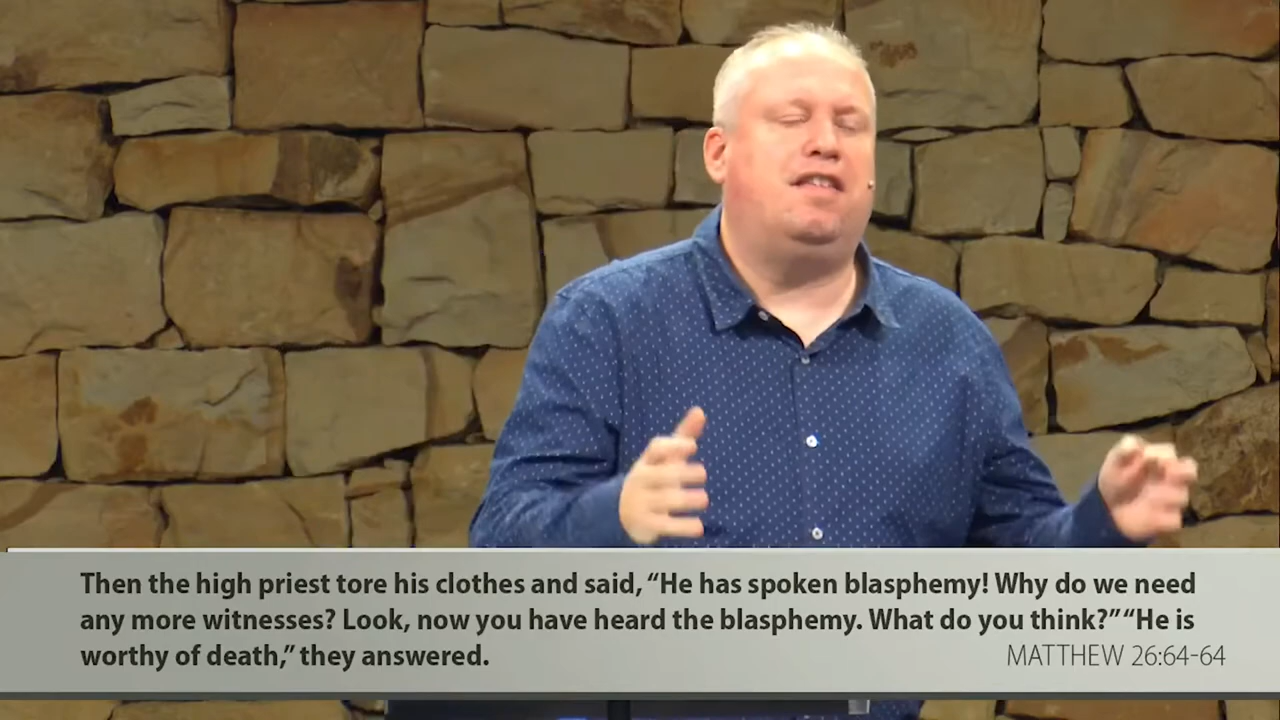 Then the high priest tore his clothes and said, “He has spoken blasphemy! Why do we need
any more witnesses? Look, now you have heard the blasphemy. What do you think?” “He is
worthy of death,” they answered.
MATTHEW 26:64-64